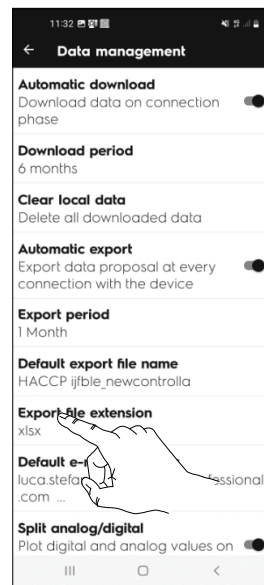 11:32
Data management
Automatic download
Download data on connection
phase
Download period
6 months
Clear local data
Delete all downloaded data
Automatic export
Export data proposal at every
connection with the device
Export period
1 Month
Default export file name
HACCP ijfble_newcontrolla
Export file extension
xlsx
Default
.com ...
Split analog/digital
Plot digital and analog values on